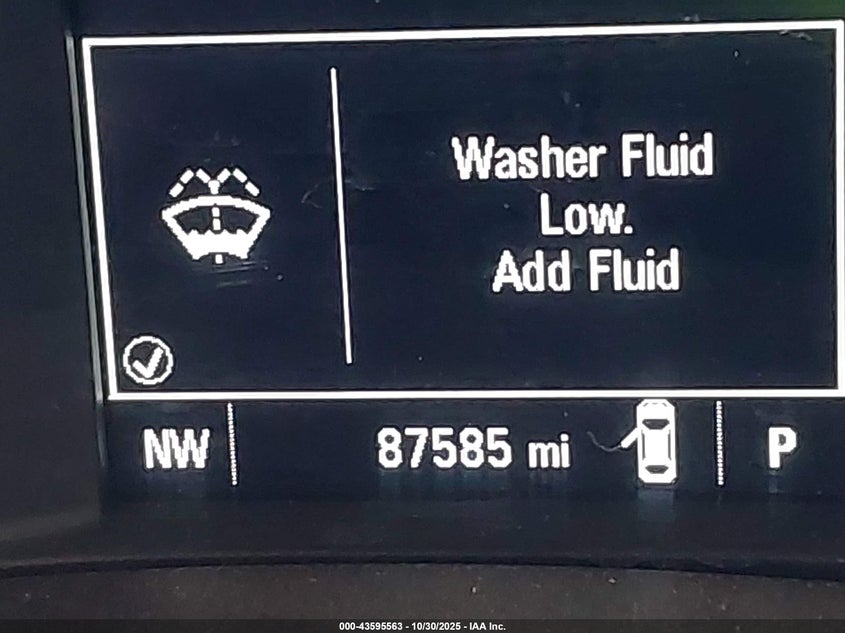 Washer Fluid
Low.
Add Fluid
NW 87585 mi P
000-43595563 - 10/30/2025 - IAA Inc.